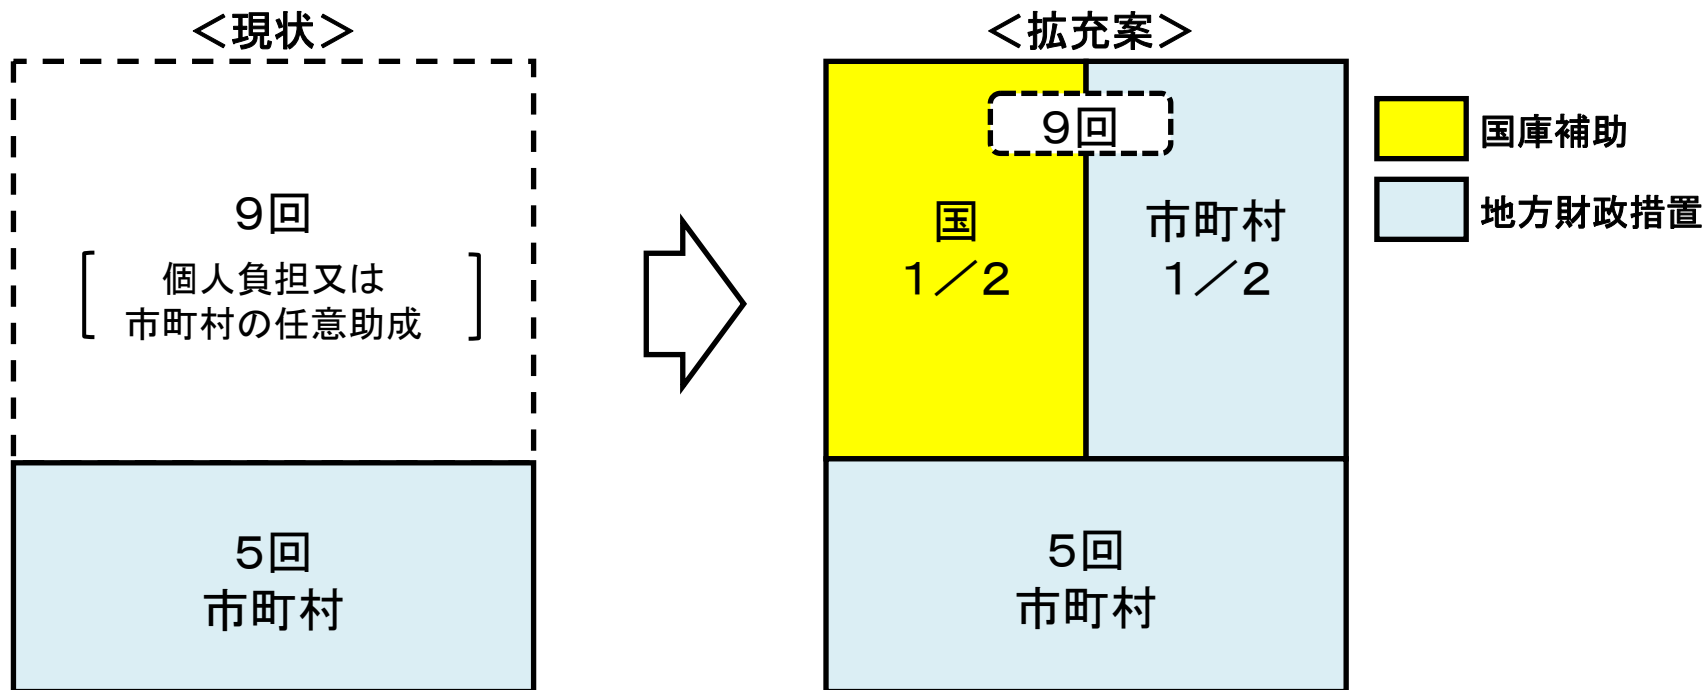 ＜現状＞
９回
個人負担又は
市町村の任意助成
５回
市町村
＜拡充案＞
９回
国
１／２
市町村
１／２
５回
市町村
国庫補助
地方財政措置